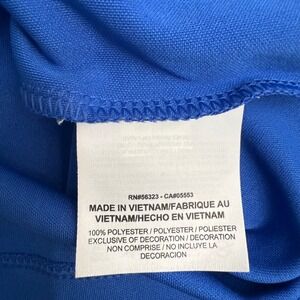 RN#56323 - CA#05553
MADE IN VIETNAM/FABRIQUE AU
VIETNAM/HECHO EN VIETNAM
100% POLYESTER / POLYESTER / POLIESTER
EXCLUSIVE OF DECORATION / DECORATION
NON COMPRISE / NO INCLUYE LA
DECORACION